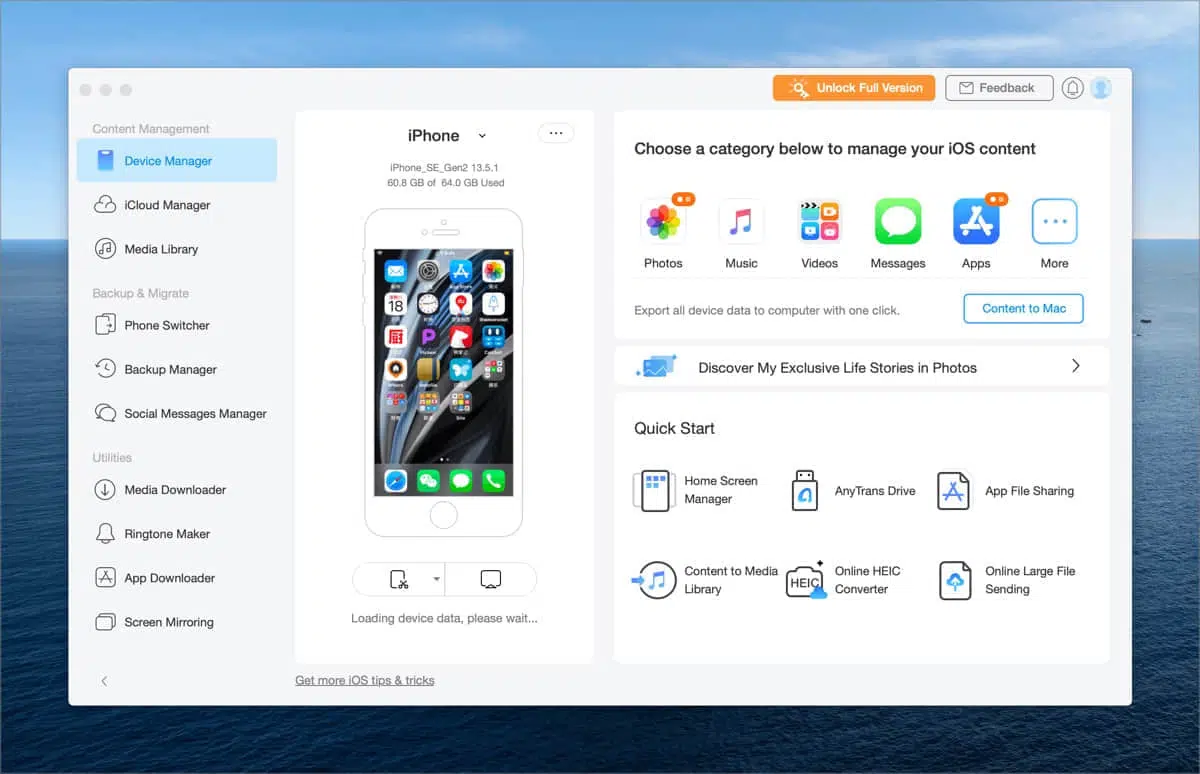 Unlock Full Version
Feedback
Content Management
Device Manager
iCloud Manager
Media Library
Backup & Migrate
Phone Switcher
Backup Manager
Social Messages Manager
Utilities
Media Downloader
Ringtone Maker
App Downloader
Screen Mirroring
iPhone
iPhone_SE_Gen2 13.5.1
60.8 GB of 64.0 GB Used
App Store
18
Loading device data, please wait...
Get more iOS tips & tricks
Choose a category below to manage your iOS content
Photos
Music
Videos
Messages
Apps
More
Export all device data to computer with one click.
Content to Mac
Discover My Exclusive Life Stories in Photos
Quick Start
Home Screen
Manager
AnyTrans Drive
App File Sharing
Content to Media
Library
HEIC
Online HEIC
Converter
Online Large File
Sending